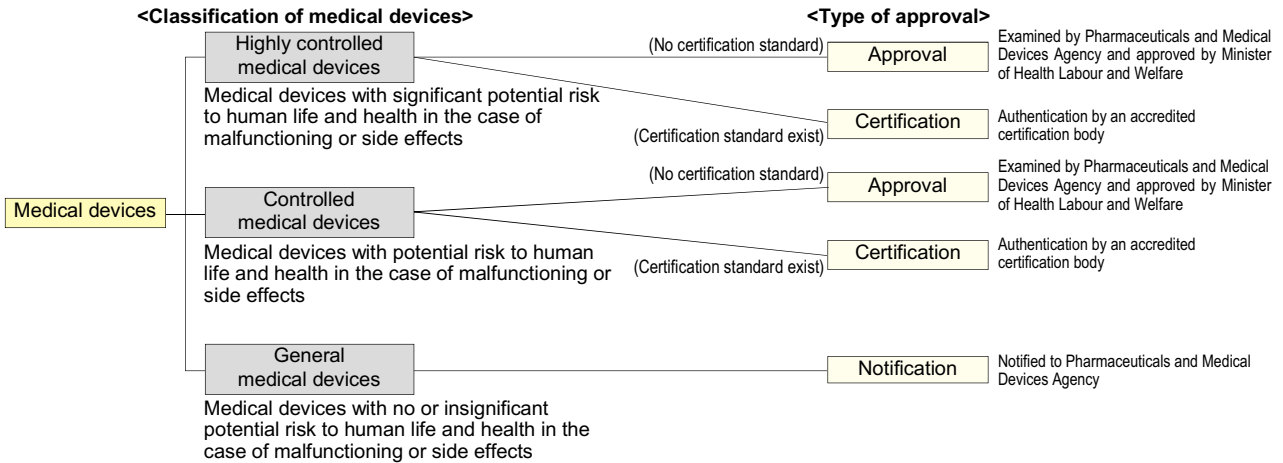 <Classification of medical devices>
<Type of approval>
Medical devices
Highly controlled
medical devices
Medical devices with significant potential risk
to human life and health in the case of
malfunctioning or side effects
(No certification standard)
Approval
Examined by Pharmaceuticals and Medical
Devices Agency and approved by Minister
of Health Labour and Welfare
(Certification standard exist)
Certification
Authentication by an accredited
certification body
Controlled
medical devices
Medical devices with potential risk to human
life and health in the case of malfunctioning or
side effects
(No certification standard)
Approval
Examined by Pharmaceuticals and Medical
Devices Agency and approved by Minister
of Health Labour and Welfare
(Certification standard exist)
Certification
Authentication by an accredited
certification body
General
medical devices
Medical devices with no or insignificant
potential risk to human life and health in the
case of malfunctioning or side effects
Notification
Notified to Pharmaceuticals and Medical
Devices Agency